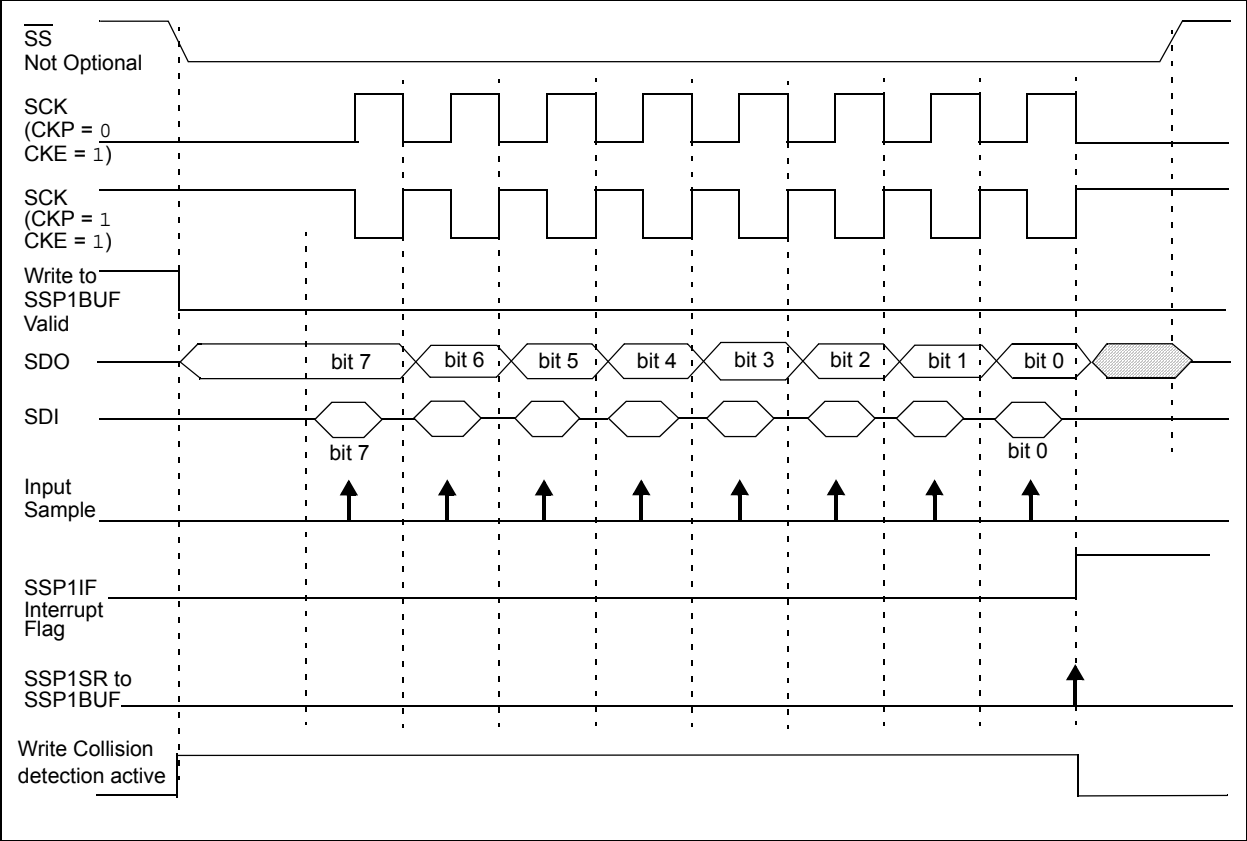 SS
Not Optional
SCK
(CKP = 0
CKE = 1)
SCK
(CKP = 1
CKE = 1)
Write to
SSP1BUF
Valid
SDO
bit 7 bit 6 bit 5 bit 4 bit 3 bit 2 bit 1 bit 0
SDI
bit 7 bit 0
Input
Sample
SSP1IF
Interrupt
Flag
SSP1SR to
SSP1BUF
Write Collision
detection active